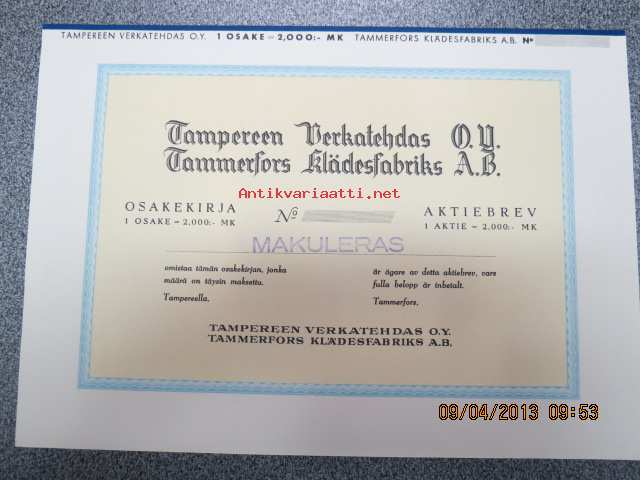 TAMPEREEN VERKATEHDAS O.Y. 1 OSAKE = 2,000:- MK TAMMERFORS KLÄDESFABRIKS A.B. Nº
Tampereen Verkatehdas O.Y.
Tammerfors Klädesfabriks A.B.
Antikvariaatti.net
OSAKEKIRJA Nº AKTIEBREV
1 OSAKE = 2,000:- MK 1 AKTIE = 2,000:- MK
MAKULERAS
omistaa tämän osakekirjan, jonka
määrä on täysin maksettu.
Tampereella.
är ägare av detta aktiebrev, vars
fulla belopp är inbetalt.
Tammerfors.
TAMPEREEN VERKATEHDAS O.Y.
TAMMERFORS KLÄDESFABRIKS A.B.
09/04/2013 09:53